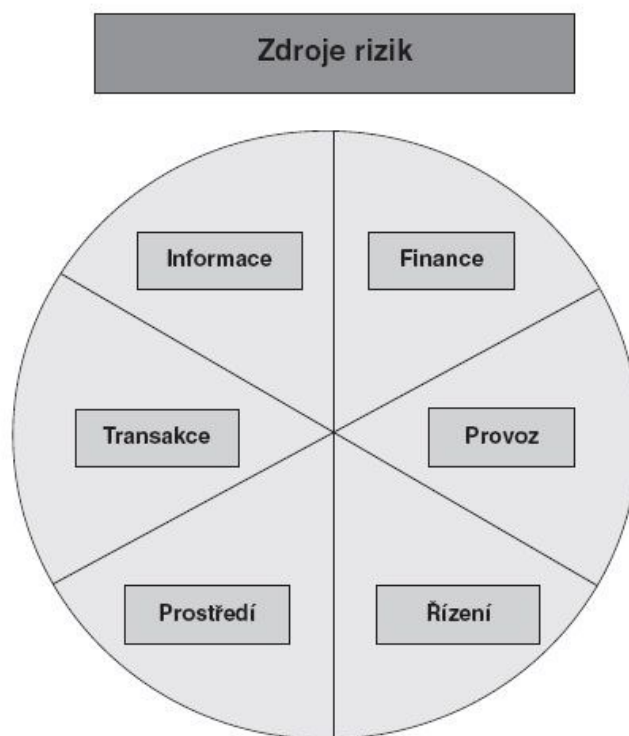 Zdroje rizik
Informace
Finance
Transakce
Provoz
Prostředí
Řízení